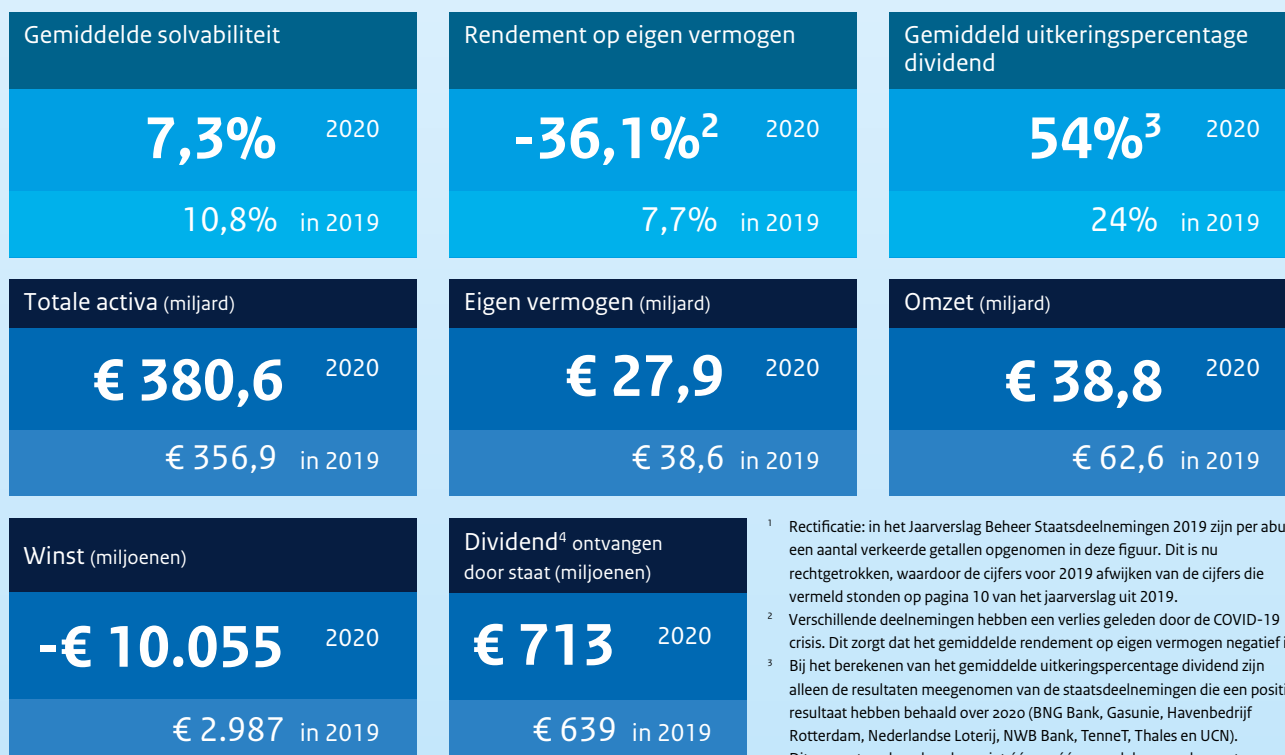 Gemiddelde solvabiliteit
7,3% 2020
10,8% in 2019
Rendement op eigen vermogen
-36,1%² 2020
7,7% in 2019
Gemiddeld uitkeringspercentage
dividend
54%³ 2020
24% in 2019
Totale activa (miljard)
€ 380,6 2020
€ 356,9 in 2019
Eigen vermogen (miljard)
€ 27,9 2020
€ 38,6 in 2019
Omzet (miljard)
€ 38,8 2020
€ 62,6 in 2019
Winst (miljoenen)
-€ 10.055 2020
€ 2.987 in 2019
Dividend⁴ ontvangen
door staat (miljoenen)
€ 713 2020
€ 639 in 2019
¹ Rectificatie: in het Jaarverslag Beheer Staatsdeelnemingen 2019 zijn per
een aantal verkeerde getallen opgenomen in deze figuur. Dit is nu
rechtgetrokken, waardoor de cijfers voor 2019 afwijken van de cijfers die
vermeld stonden op pagina 10 van het jaarverslag uit 2019.
² Verschillende deelnemingen hebben een verlies geleden door de COVID-19
crisis. Dit zorgt dat het gemiddelde rendement op eigen vermogen negatief
³ Bij het berekenen van het gemiddelde uitkeringspercentage dividend zijn
alleen de resultaten meegenomen van de staatsdeelnemingen die een
resultaat hebben behaald over 2020 (BNG Bank, Gasunie, Havenbedrijf
Rotterdam, Nederlandse Loterij, NWB Bank, TenneT, Thales en UCN).